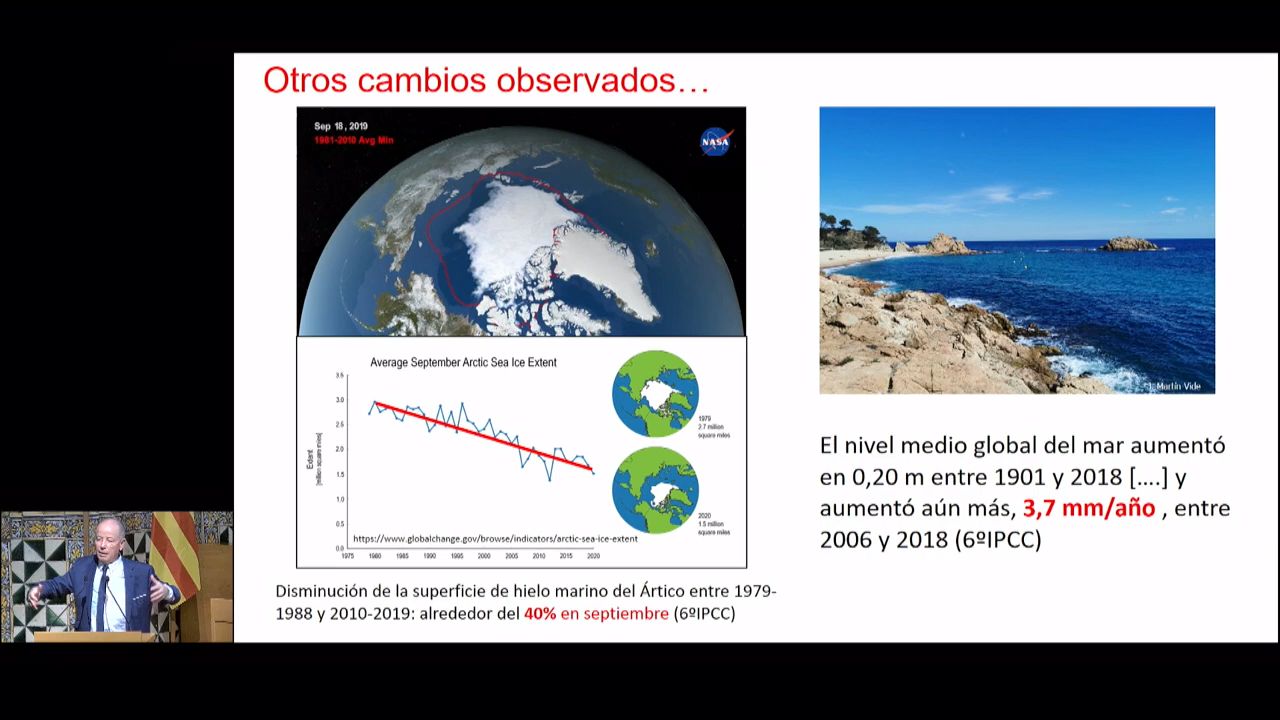 Otros cambios observados…
Sep 18, 2019
1981-2010 Avg Min
NASA
J. Martín Vide
Average September Arctic Sea Ice Extent
Extent
[million square miles]
3.5
3.0
2.5
2.0
1.5
1.0
0.5
0.0
1975 1980 1985 1990 1995 2000 2005 2010 2015 2020
1979
2.7 million
square miles
2020
1.5 million
square miles
https://www.globalchange.gov/browse/indicators/arctic-sea-ice-extent
Disminución de la superficie de hielo marino del Ártico entre 1979-
1988 y 2010-2019: alrededor del 40% en septiembre (6ºIPCC)
El nivel medio global del mar aumentó
en 0,20 m entre 1901 y 2018 [….] y
aumentó aún más, 3,7 mm/año , entre
2006 y 2018 (6ºIPCC)